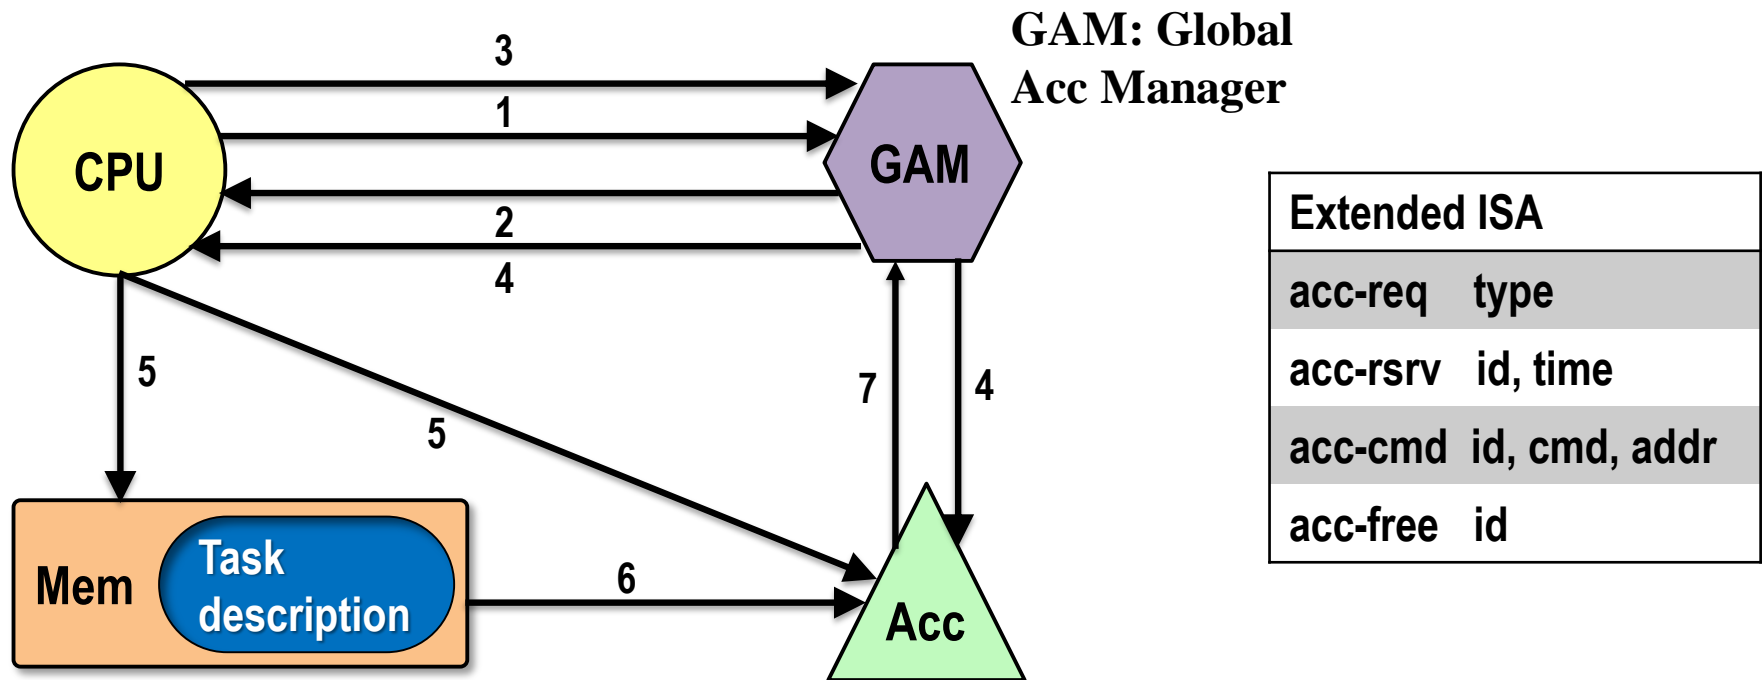 GAM: Global
Acc Manager
3
1
CPU
GAM
2
4
5
5
7
4
Mem
Task
description
6
Acc
Extended ISA
acc-req type
acc-rsrv id, time
acc-cmd id, cmd, addr
acc-free id